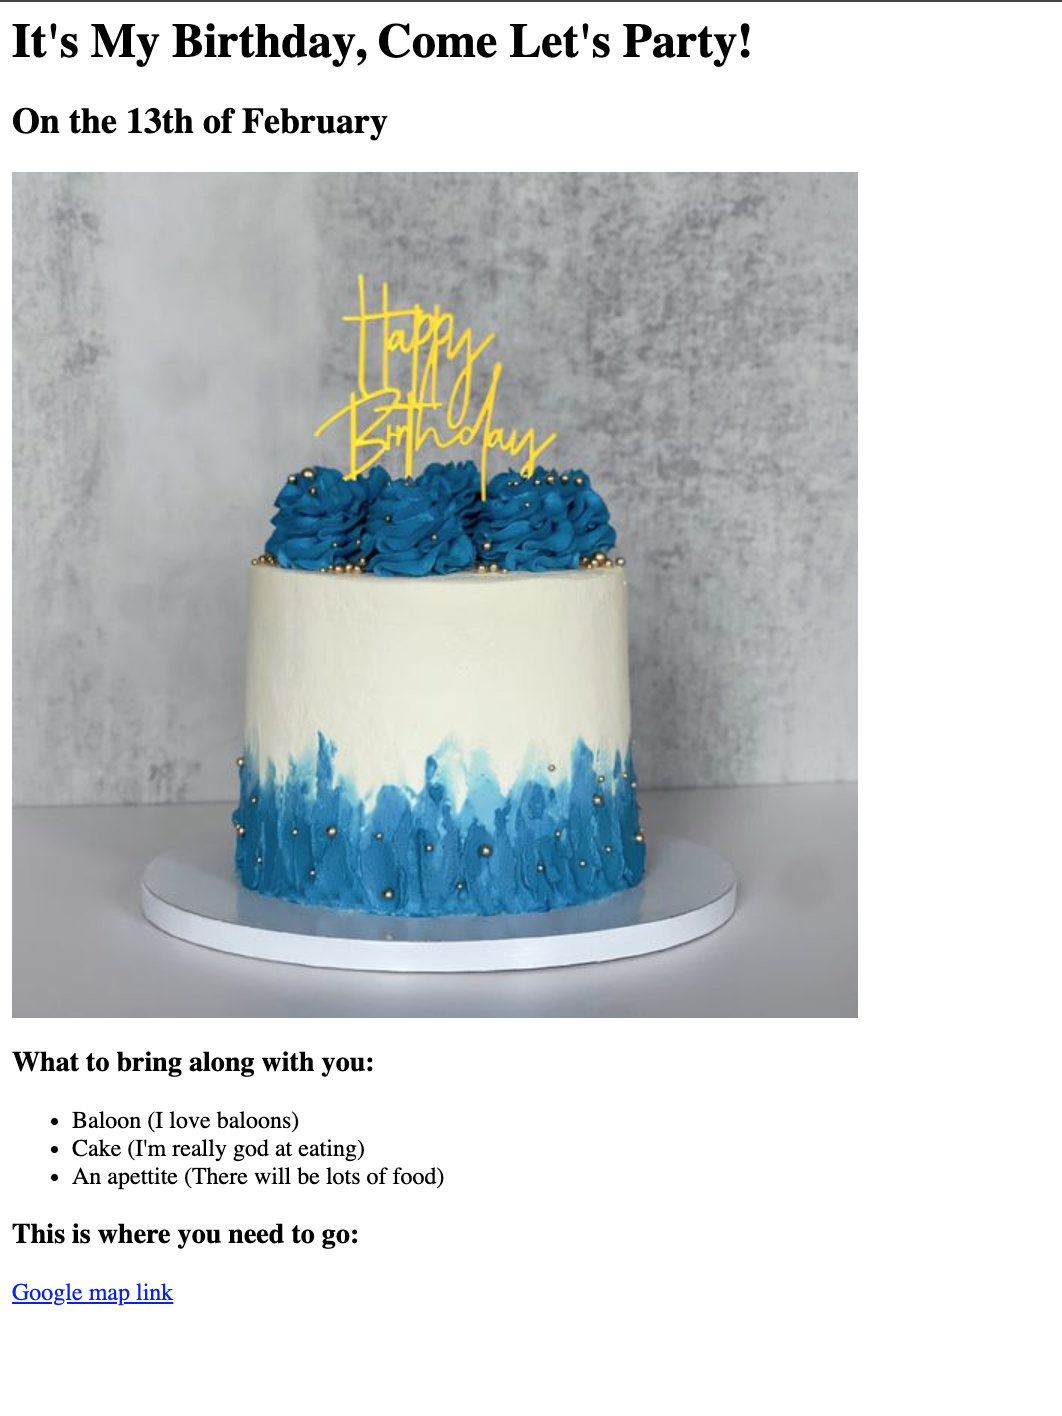 It's My Birthday, Come Let's Party!
On the 13th of February
Happy
Birthday
What to bring along with you:
Baloon (I love baloons)
Cake (I'm really god at eating)
An apettite (There will be lots of food)
This is where you need to go:
Google map link